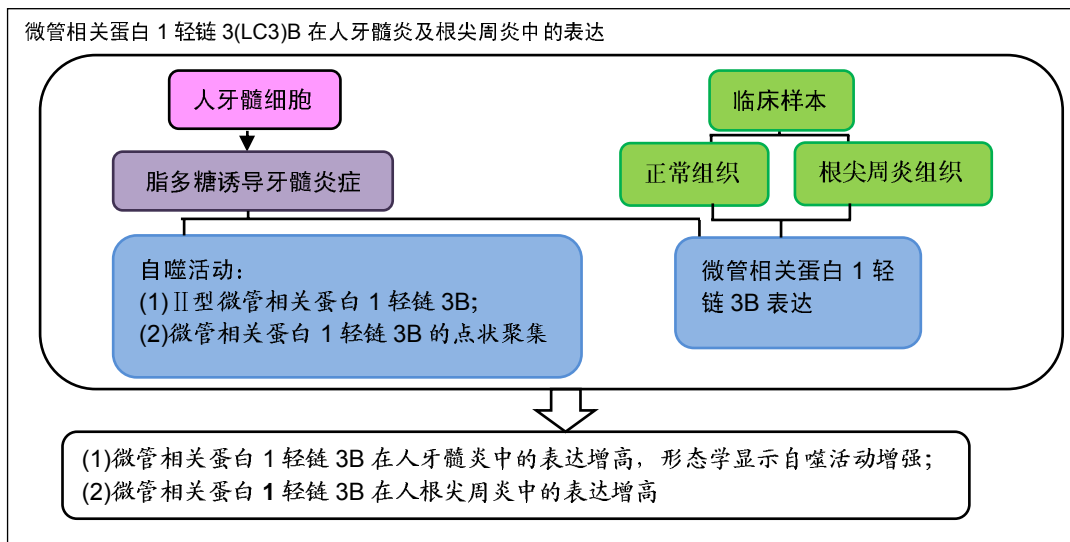 微管相关蛋白 1 轻链 3(LC3)B 在人牙髓炎及根尖周炎中的表达
人牙髓细胞
临床样本
脂多糖诱导牙髓炎症
正常组织
根尖周炎组织
自噬活动：
(1)Ⅱ型微管相关蛋白 1 轻链 3B；
(2)微管相关蛋白 1 轻链 3B 的点状聚集
微管相关蛋白 1 轻
链 3B 表达
(1)微管相关蛋白 1 轻链 3B 在人牙髓炎中的表达增高，形态学显示自噬活动增强；
(2)微管相关蛋白 1 轻链 3B 在人根尖周炎中的表达增高